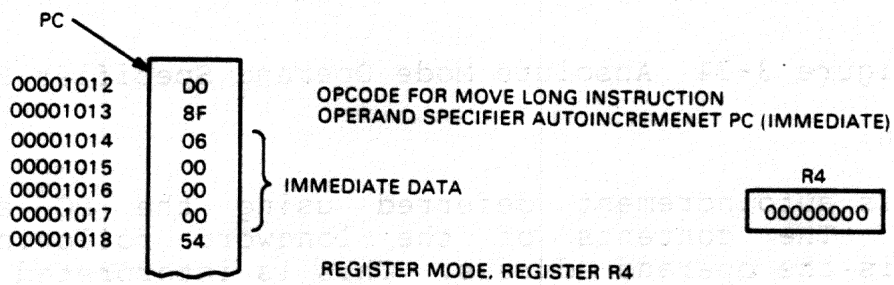 PC
00001012 D0 OPCODE FOR MOVE LONG INSTRUCTION
00001013 8F OPERAND SPECIFIER AUTOINCREMENET PC (IMMEDIATE)
00001014 06
00001015 00
00001016 00 IMMEDIATE DATA
00001017 00
00001018 54
R4
00000000
REGISTER MODE, REGISTER R4